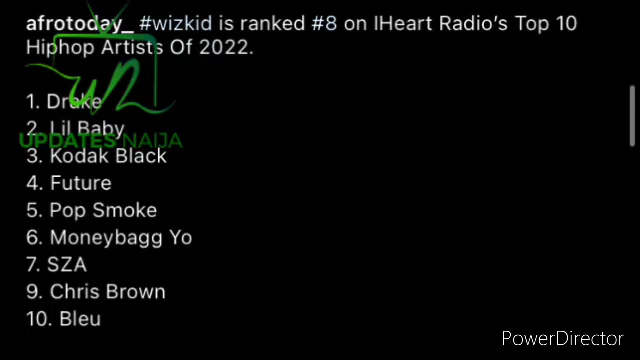 afrotoday_ #wizkid is ranked #8 on IHeart Radio’s Top 10
Hiphop Artists Of 2022.
1. Drake
2. Lil Baby
UPDATES NAIJA
3. Kodak Black
4. Future
5. Pop Smoke
6. Moneybagg Yo
7. SZA
9. Chris Brown
10. Bleu
PowerDirector